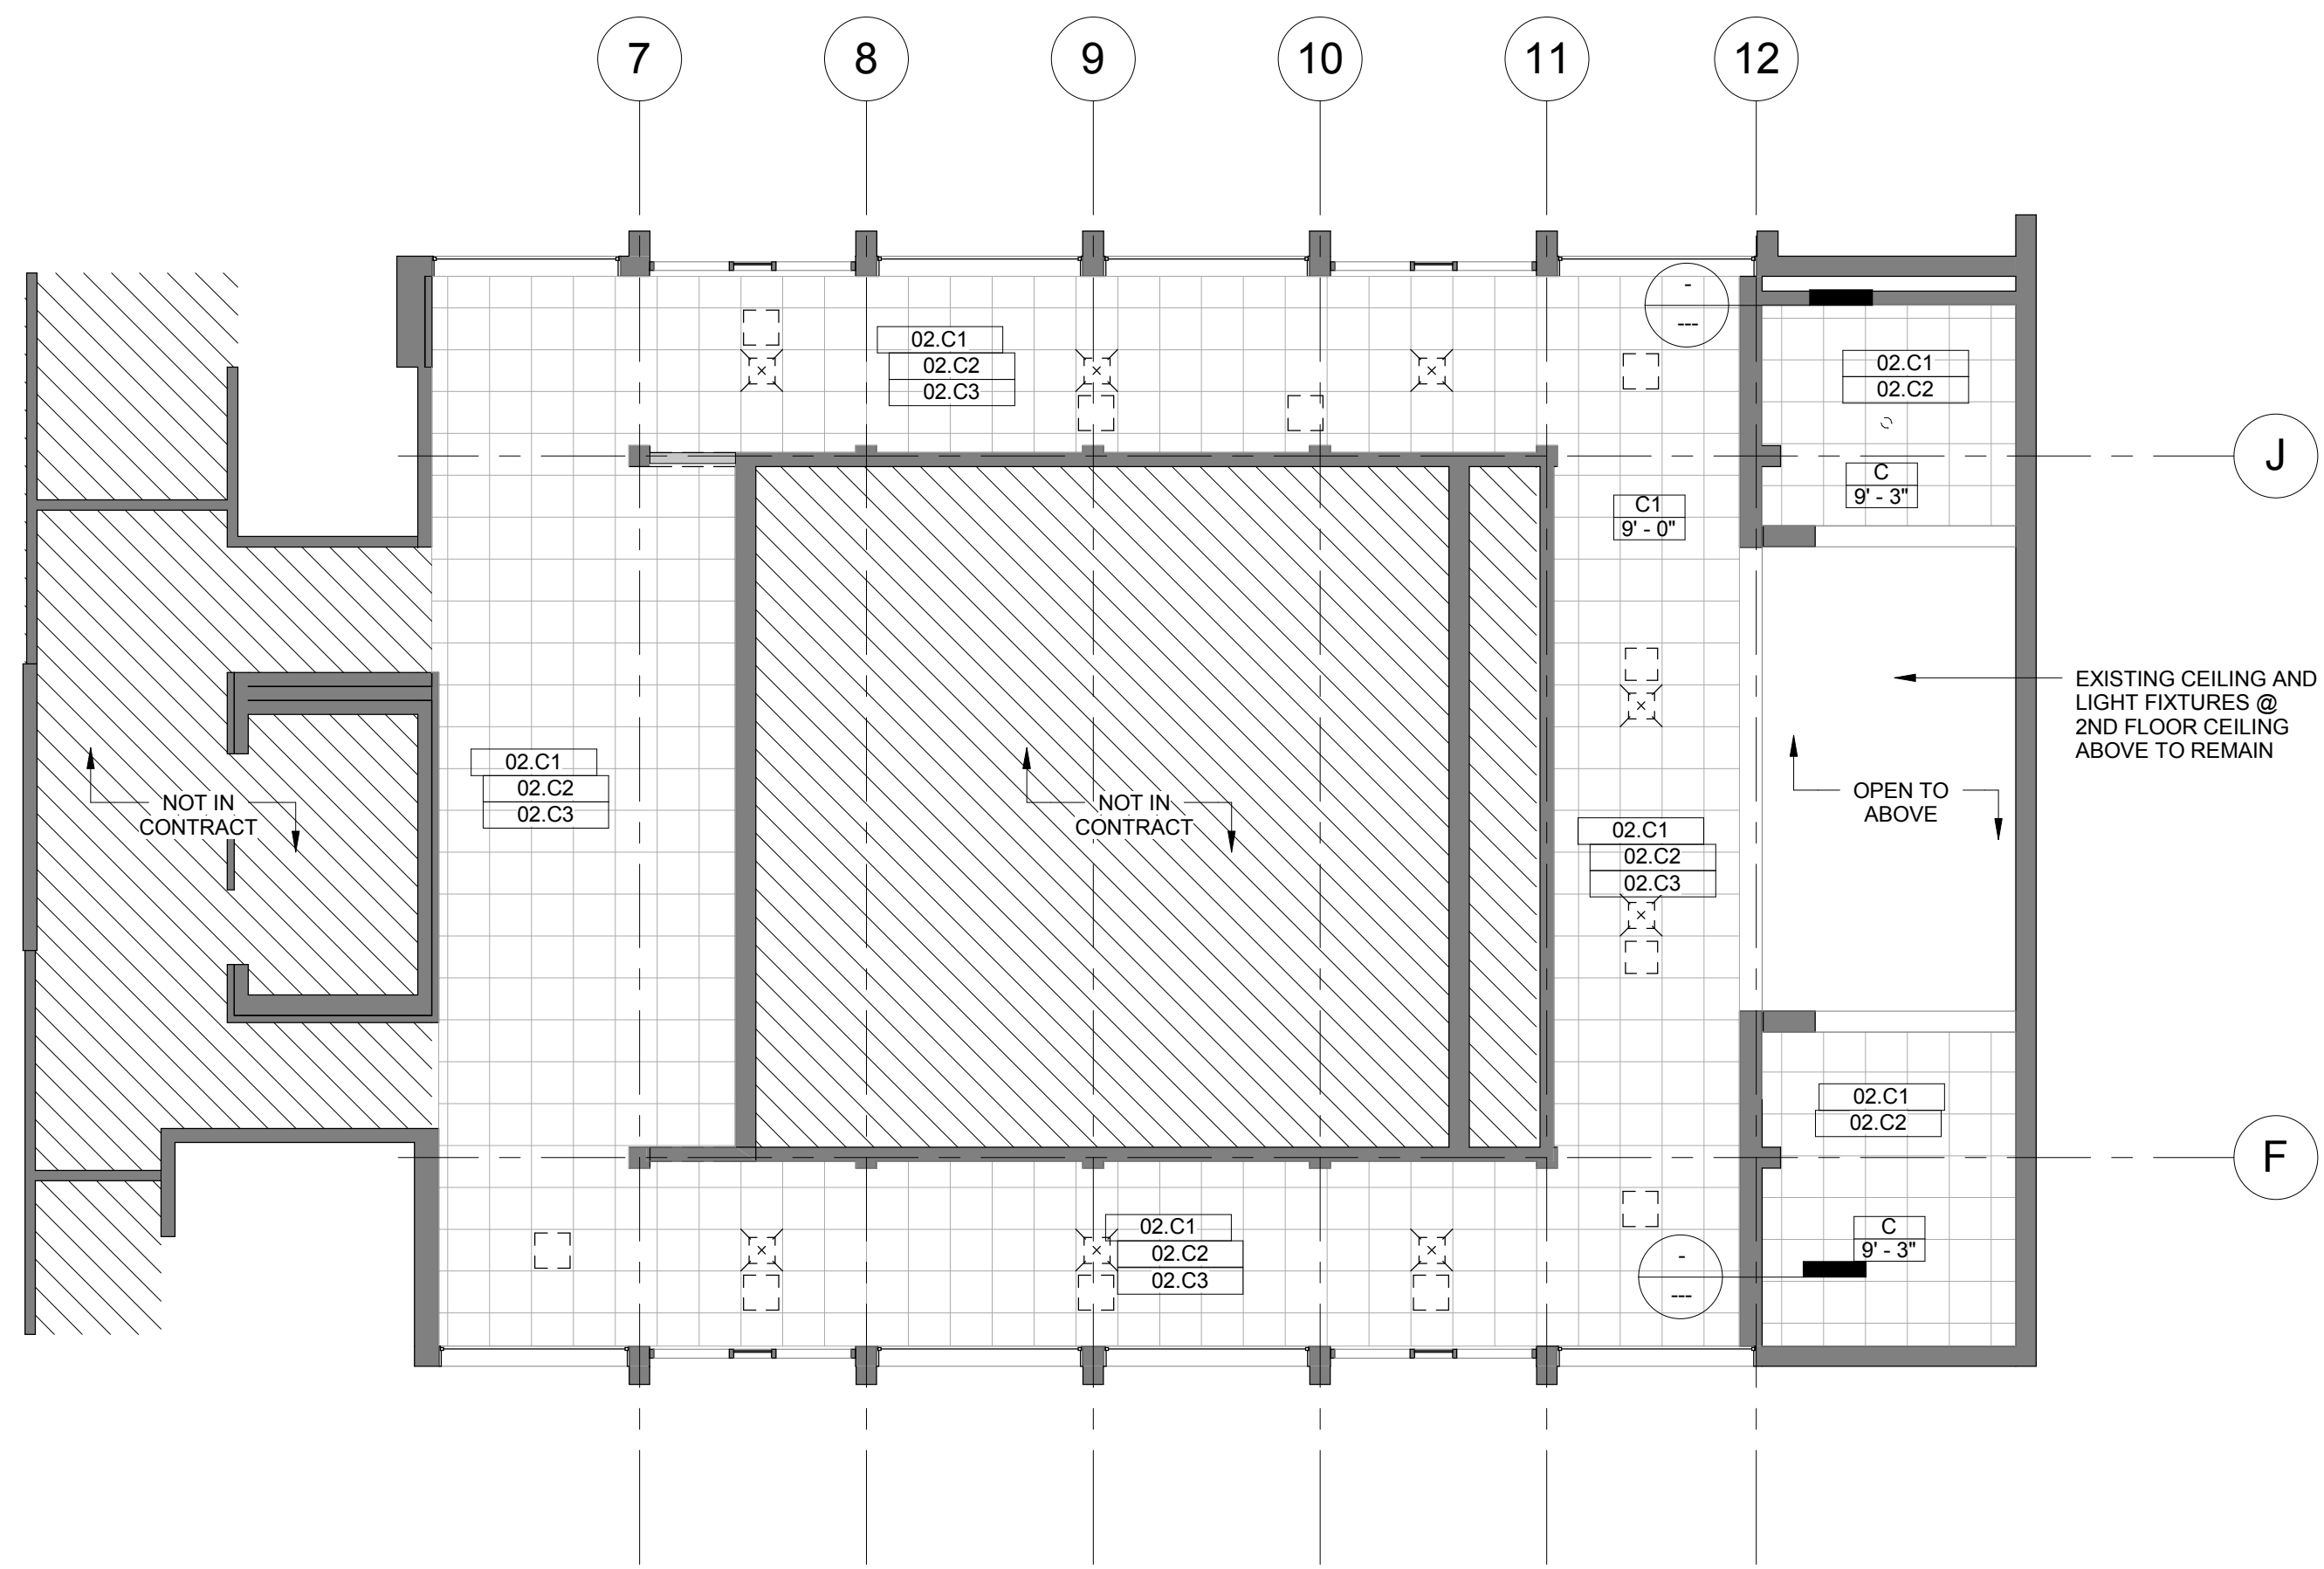 7
8
9
10
11
12
-
---
02.C1
02.C2
02.C3
02.C1
02.C2
J
C
9' - 3"
C1
9' - 0"
EXISTING CEILING AND
LIGHT FIXTURES @
2ND FLOOR CEILING
ABOVE TO REMAIN
02.C1
02.C2
02.C3
NOT IN
CONTRACT
NOT IN
CONTRACT
OPEN TO
ABOVE
02.C1
02.C2
02.C3
02.C1
02.C2
F
02.C1
02.C2
02.C3
C
9' - 3"
-
---